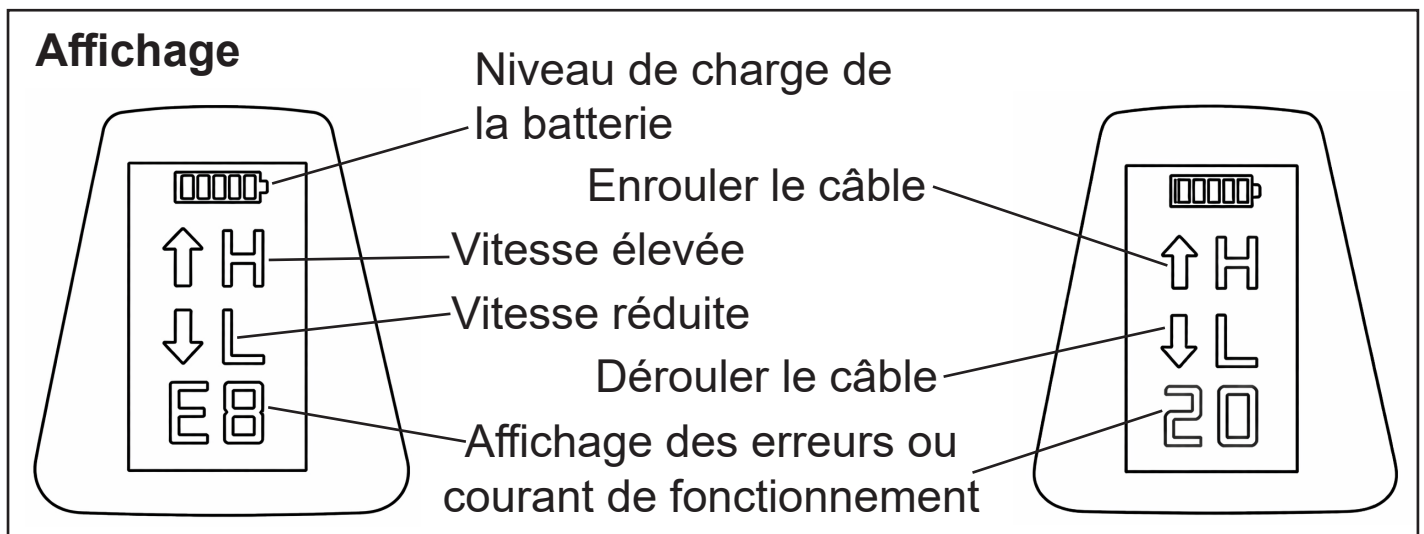 Affichage
Niveau de charge de
la batterie
Enrouler le câble
H
H
Vitesse élevée
Vitesse réduite
L
L
Dérouler le câble
E8
20
Affichage des erreurs ou
courant de fonctionnement